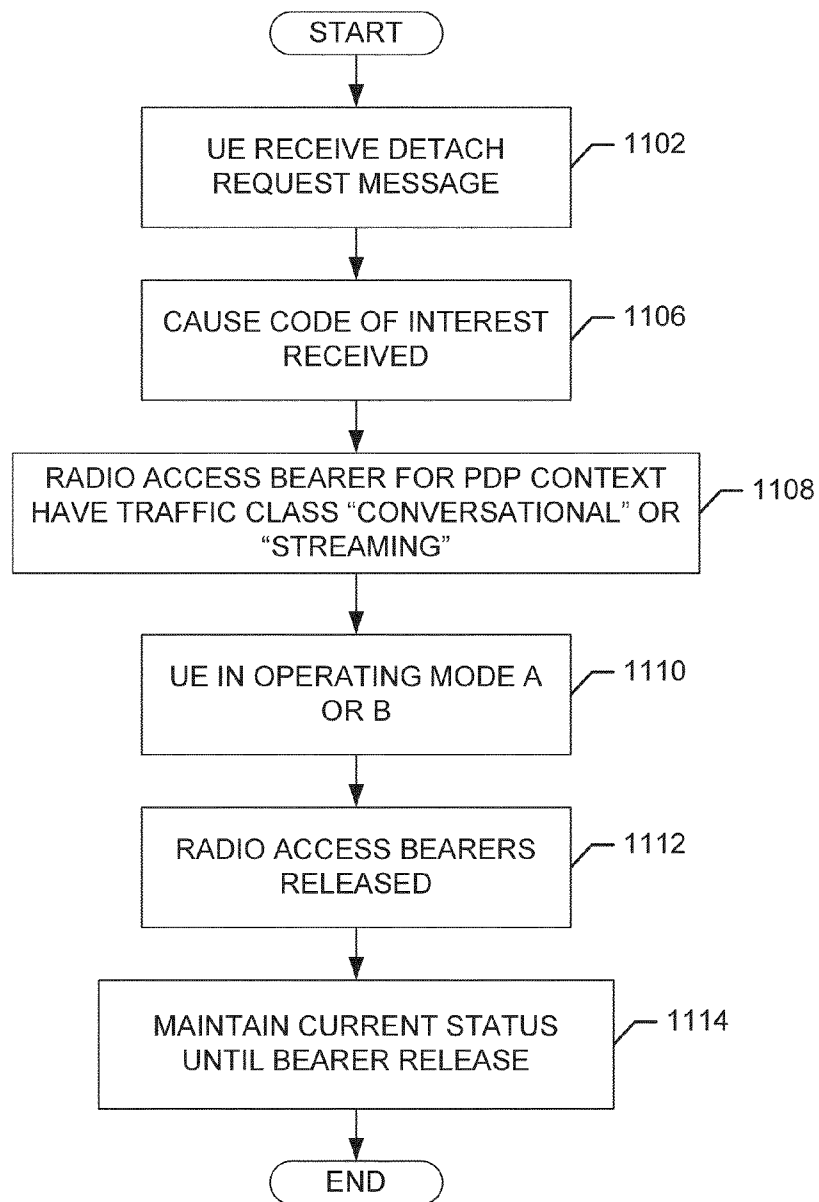 START
UE RECEIVE DETACH
REQUEST MESSAGE
1102
CAUSE CODE OF INTEREST
RECEIVED
1106
RADIO ACCESS BEARER FOR PDP CONTEXT
HAVE TRAFFIC CLASS “CONVERSATIONAL” OR
“STREAMING”
1108
UE IN OPERATING MODE A
OR B
1110
RADIO ACCESS BEARERS
RELEASED
1112
MAINTAIN CURRENT STATUS
UNTIL BEARER RELEASE
1114
END